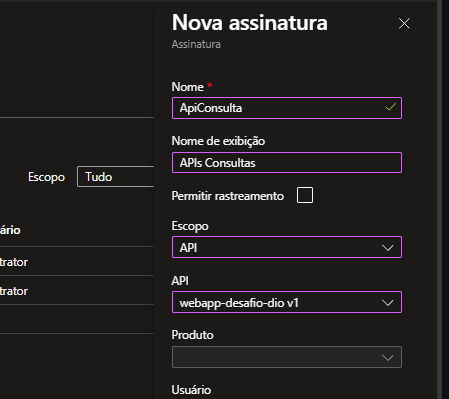 Nova assinatura
Assinatura
Nome *
ApiConsulta
Nome de exibição
APIs Consultas
Permitir rastreamento
Escopo
API
API
webapp-desafio-dio v1
Produto
Usuário
Escopo
Tudo
ário
trator
trator